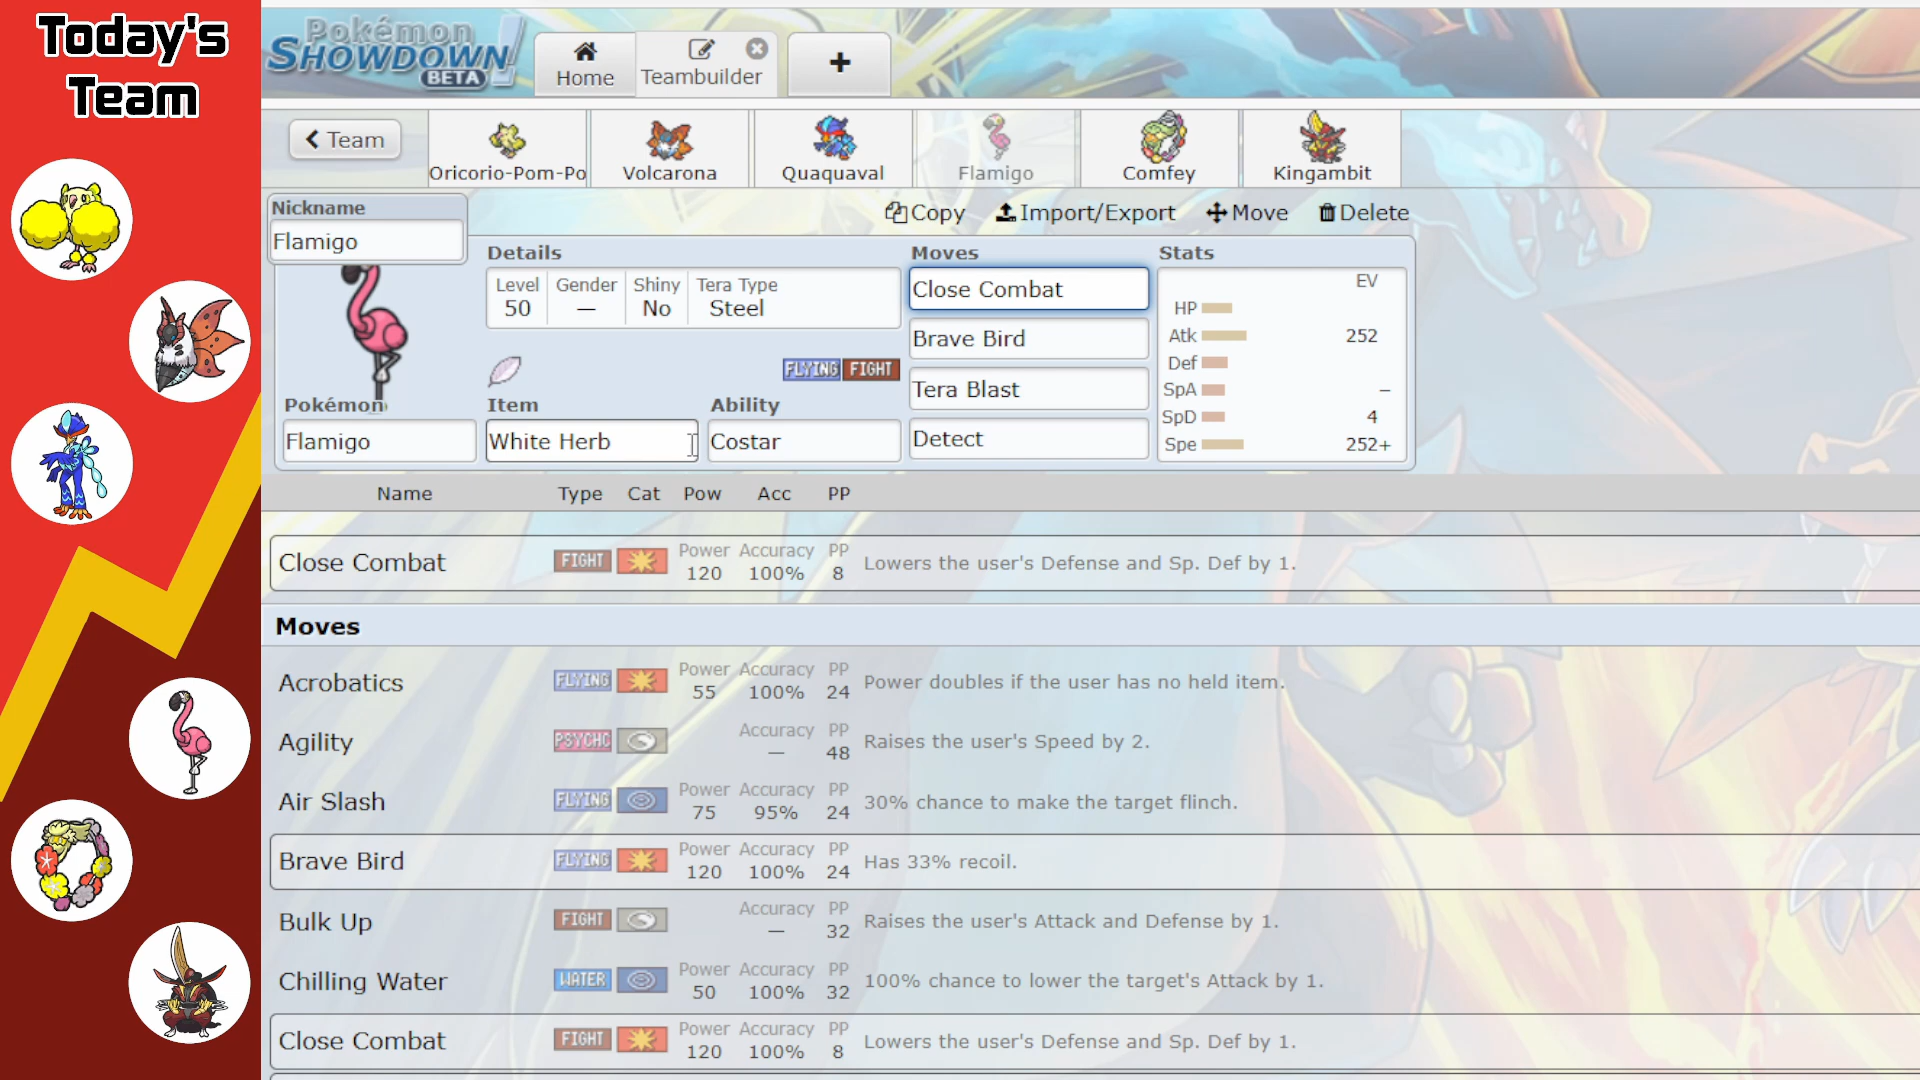 Today's
Team
Pokémon
SHOWDOWN!
BETA
Home
Teambuilder
+
Team
Oricorio-Pom-Po
Volcarona
Quaquaval
Flamigo
Comfey
Kingambit
Copy
Import/Export
Move
Delete
Nickname
Flamigo
Details
Level Gender Shiny Tera Type
50 — No Steel
FLYING FIGHT
Pokémon
Flamigo
Item
White Herb
Ability
Costar
Moves
Close Combat
Brave Bird
Tera Blast
Detect
Stats
EV
HP
Atk 252
Def
SpA –
SpD 4
Spe 252+
Name Type Cat Pow Acc PP
Close Combat FIGHT Power 120 Accuracy 100% PP 8 Lowers the user's Defense and Sp. Def by 1.
Moves
Acrobatics FLYING Power 55 Accuracy 100% PP 24 Power doubles if the user has no held item.
Agility PSYCHC Accuracy — PP 48 Raises the user's Speed by 2.
Air Slash FLYING Power 75 Accuracy 95% PP 24 30% chance to make the target flinch.
Brave Bird FLYING Power 120 Accuracy 100% PP 24 Has 33% recoil.
Bulk Up FIGHT Accuracy — PP 32 Raises the user's Attack and Defense by 1.
Chilling Water WATER Power 50 Accuracy 100% PP 32 100% chance to lower the target's Attack by 1.
Close Combat FIGHT Power 120 Accuracy 100% PP 8 Lowers the user's Defense and Sp. Def by 1.